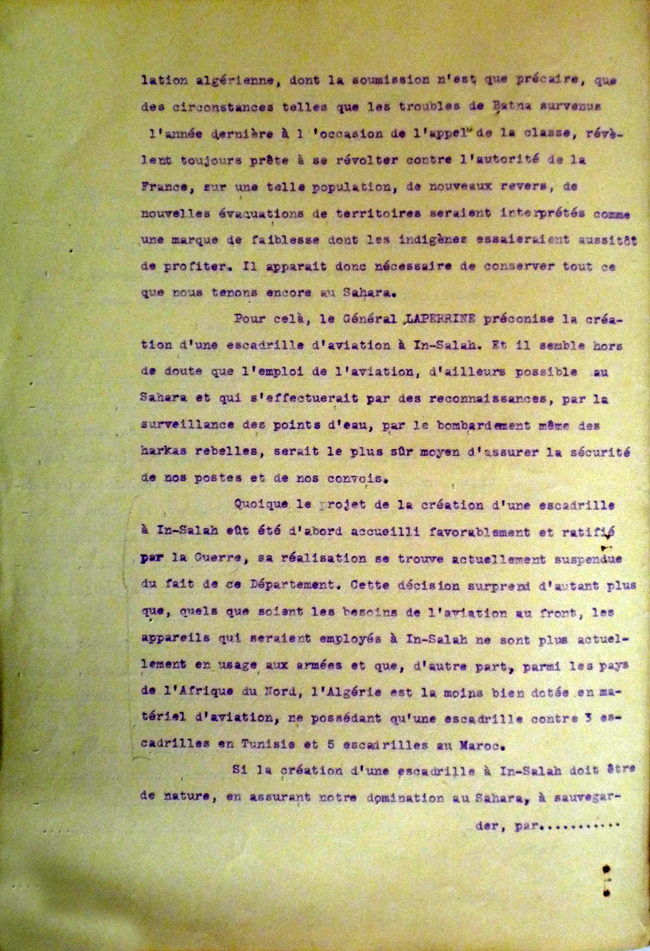 lation algérienne, dont la soumission n'est que précaire, que
des circonstances telles que les troubles de Batna survenus
l'année dernière à l 'occasion de l'appel" de la classe, révè-
lent toujours prête à se révolter contre l'autorité de la
France, sur une telle population, de nouveaux revers, de
nouvelles évacuations de territoires seraient interprétés comme
une marque de faiblesse dont les indigènes essaieraient aussitôt
de profiter. Il apparait donc nécessaire de conserver tout ce
que nous tenons encore au Sahara.
Pour celà, le Général LAPERRINE préconise la créa-
tion d'une escadrille d'aviation à In-Salah. Et il semble hors
de doute que l'emploi de l'aviation, d'ailleurs possible au
Sahara et qui s'effectuerait par des reconnaissances, par la
surveillance des points d'eau, par le bombardement même des
harkas rebelles, serait le plus sûr moyen d'assurer la sécurité
de nos postes et de nos convois.
Quoique le projet de la création d'une escadrille
à In-Salah eût été d'abord accueilli favorablement et ratifié
par la Guerre, sa réalisation se trouve actuellement suspendue
du fait de ce Département. Cette décision surprend d'autant plus
que, quels que soient les besoins de l'aviation au front, les
appareils qui seraient employés à In-Salah ne sont plus actuel-
lement en usage aux armées et que, d'autre part, parmi les pays
de l'Afrique du Nord, l'Algérie est la moins bien dotée en ma-
tériel d'aviation, ne possédant qu'une escadrille contre 3 es-
cadrilles en Tunisie et 5 escadrilles au Maroc.
Si la création d'une escadrille à In-Salah doit être
de nature, en assurant notre domination au Sahara, à sauvegar-
der, par...........